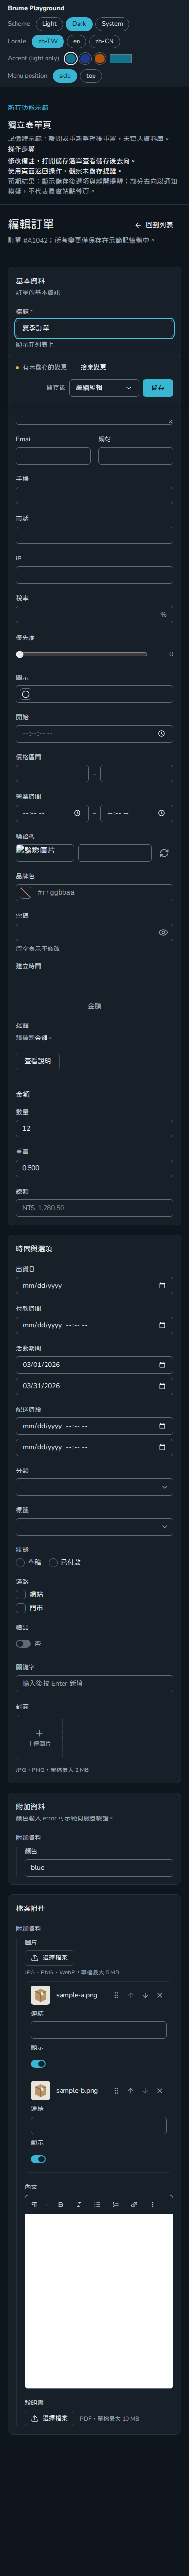 Brume Playground
Scheme Light Dark System
Locale zh-TW en zh-CN
Accent (light only)
Menu position side top
所有功能示範
獨立表單頁
記憶體示範：離開或重新整理後重置，未寫入資料庫。
操作步驟
修改備註，打開儲存選單查看儲存後去向。
使用頁面返回操作，觀察未儲存提醒。
預期結果：顯示儲存後選項與離開提醒；部分去向以通知模擬，不代表真實站點導頁。
編輯訂單
回到列表
訂單 #A1042：所有變更僅保存在示範記憶體中。
基本資料
訂單的基本資訊
標題 *
夏季訂單
顯示在列表上
有未儲存的變更 捨棄變更
儲存後 繼續編輯 儲存
Email 網站
手機
市話
IP
稅率
%
優先度
0
圖示
開始
--:-- --
價格區間
–
營業時間
--:-- -- – --:-- --
驗證碼
驗證圖片
品牌色
#rrggbbaa
密碼
留空表示不修改
建立時間
—
金額
提醒
請確認金額。
查看說明
金額
數量
12
重量
0.500
總額
NT$ 1,280.50
時間與選項
出貨日
mm/dd/yyyy
付款時間
mm/dd/yyyy, --:-- --
活動期間
03/01/2026
03/31/2026
配送時段
mm/dd/yyyy, --:-- --
mm/dd/yyyy, --:-- --
分類
標籤
狀態
草稿 已付款
通路
網站
門市
禮品
否
關鍵字
輸入後按 Enter 新增
封面
上傳圖片
JPG、PNG，單檔最大 2 MB
附加資料
顏色輸入 error 可示範伺服器驗證。
附加資料
顏色
blue
檔案附件
附加資料
圖片
選擇檔案
JPG、PNG、WebP，單檔最大 5 MB
sample-a.png
連結
顯示
sample-b.png
連結
顯示
內文
說明書
選擇檔案 PDF，單檔最大 10 MB